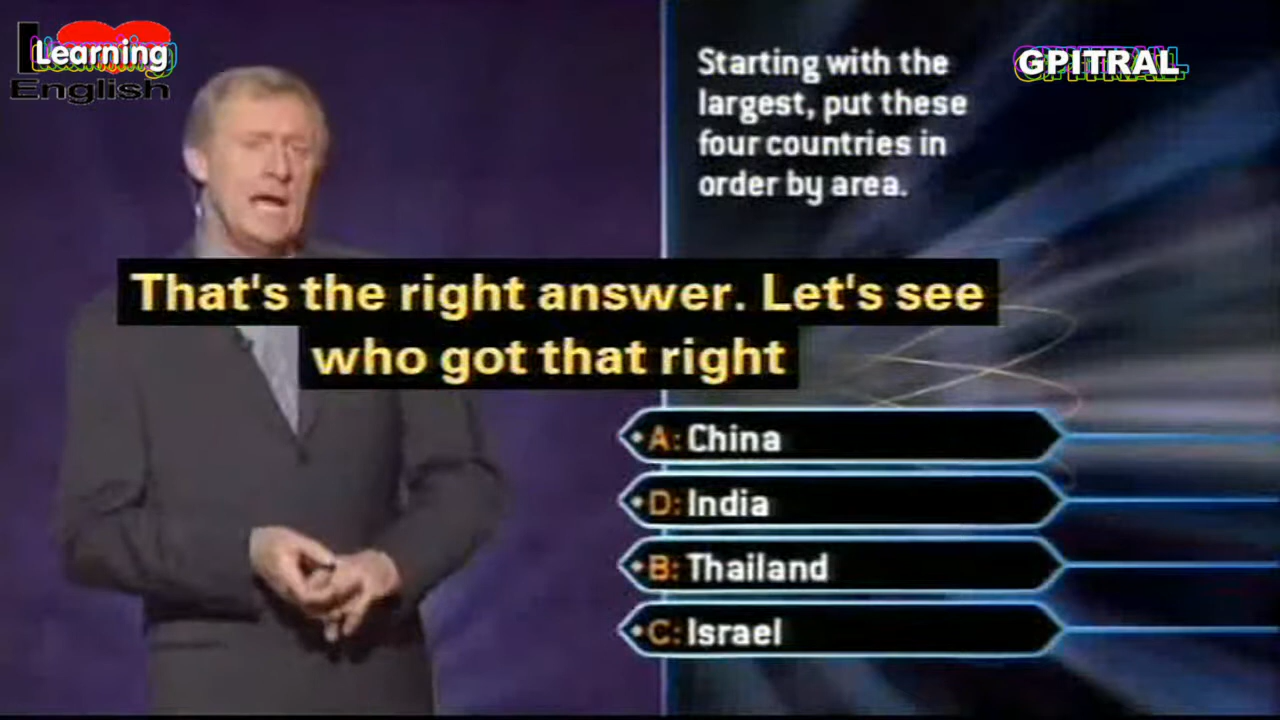 I
Learning
English
GPITRAL
Starting with the
largest, put these
four countries in
order by area.
That's the right answer. Let's see
who got that right
A: China
D: India
B: Thailand
C: Israel